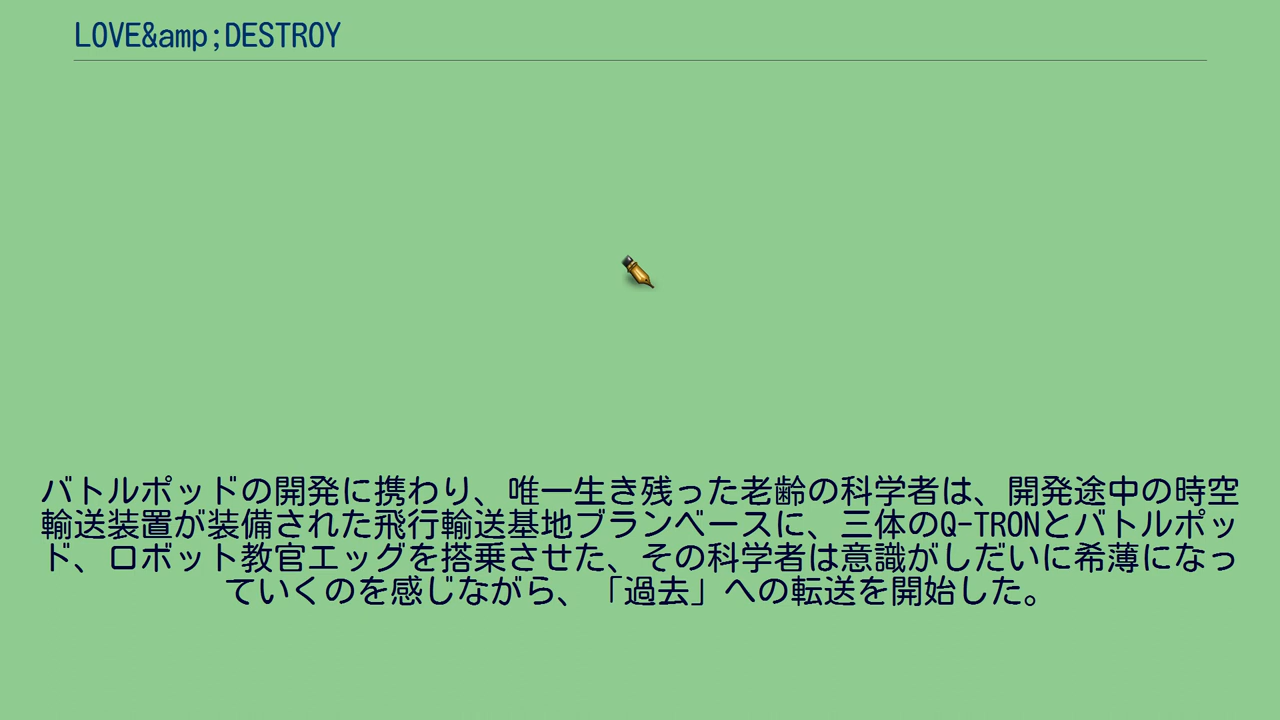 LOVE&amp;DESTROY
バトルポッドの開発に携わり、唯一生き残った老齢の科学者は、開発途中の時空
輸送装置が装備された飛行輸送基地ブランベースに、三体のQ-TRONとバトルポッ
ド、ロボット教官エッグを搭乗させた、その科学者は意識がしだいに希薄になっ
ていくのを感じながら、「過去」への転送を開始した。